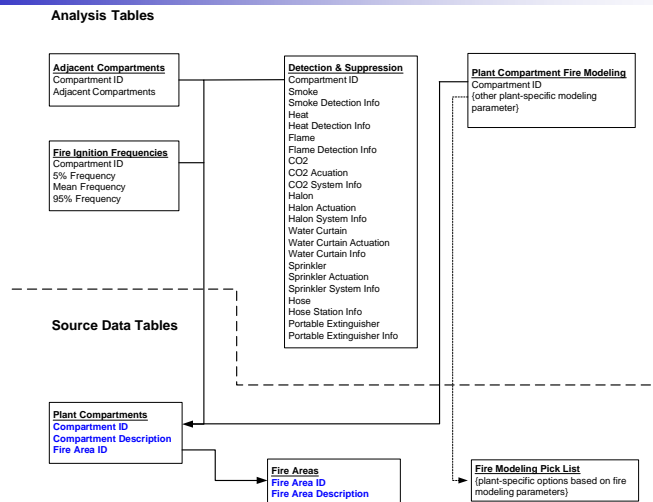 Analysis Tables
Adjacent Compartments
Compartment ID
Adjacent Compartments
Fire Ignition Frequencies
Compartment ID
5% Frequency
Mean Frequency
95% Frequency
Detection & Suppression
Compartment ID
Smoke
Smoke Detection Info
Heat
Heat Detection Info
Flame
Flame Detection Info
CO2
CO2 Acuation
CO2 System Info
Halon
Halon Actuation
Halon System Info
Water Curtain
Water Curtain Actuation
Water Curtain Info
Sprinkler
Sprinkler Actuation
Sprinkler System Info
Hose
Hose Station Info
Portable Extinguisher
Portable Extinguisher Info
Plant Compartment Fire Modeling
Compartment ID
{other plant-specific modeling
parameter}
Source Data Tables
Plant Compartments
Compartment ID
Compartment Description
Fire Area ID
Fire Areas
Fire Area ID
Fire Area Description
Fire Modeling Pick List
{plant-specific options based on fire
modeling parameters}